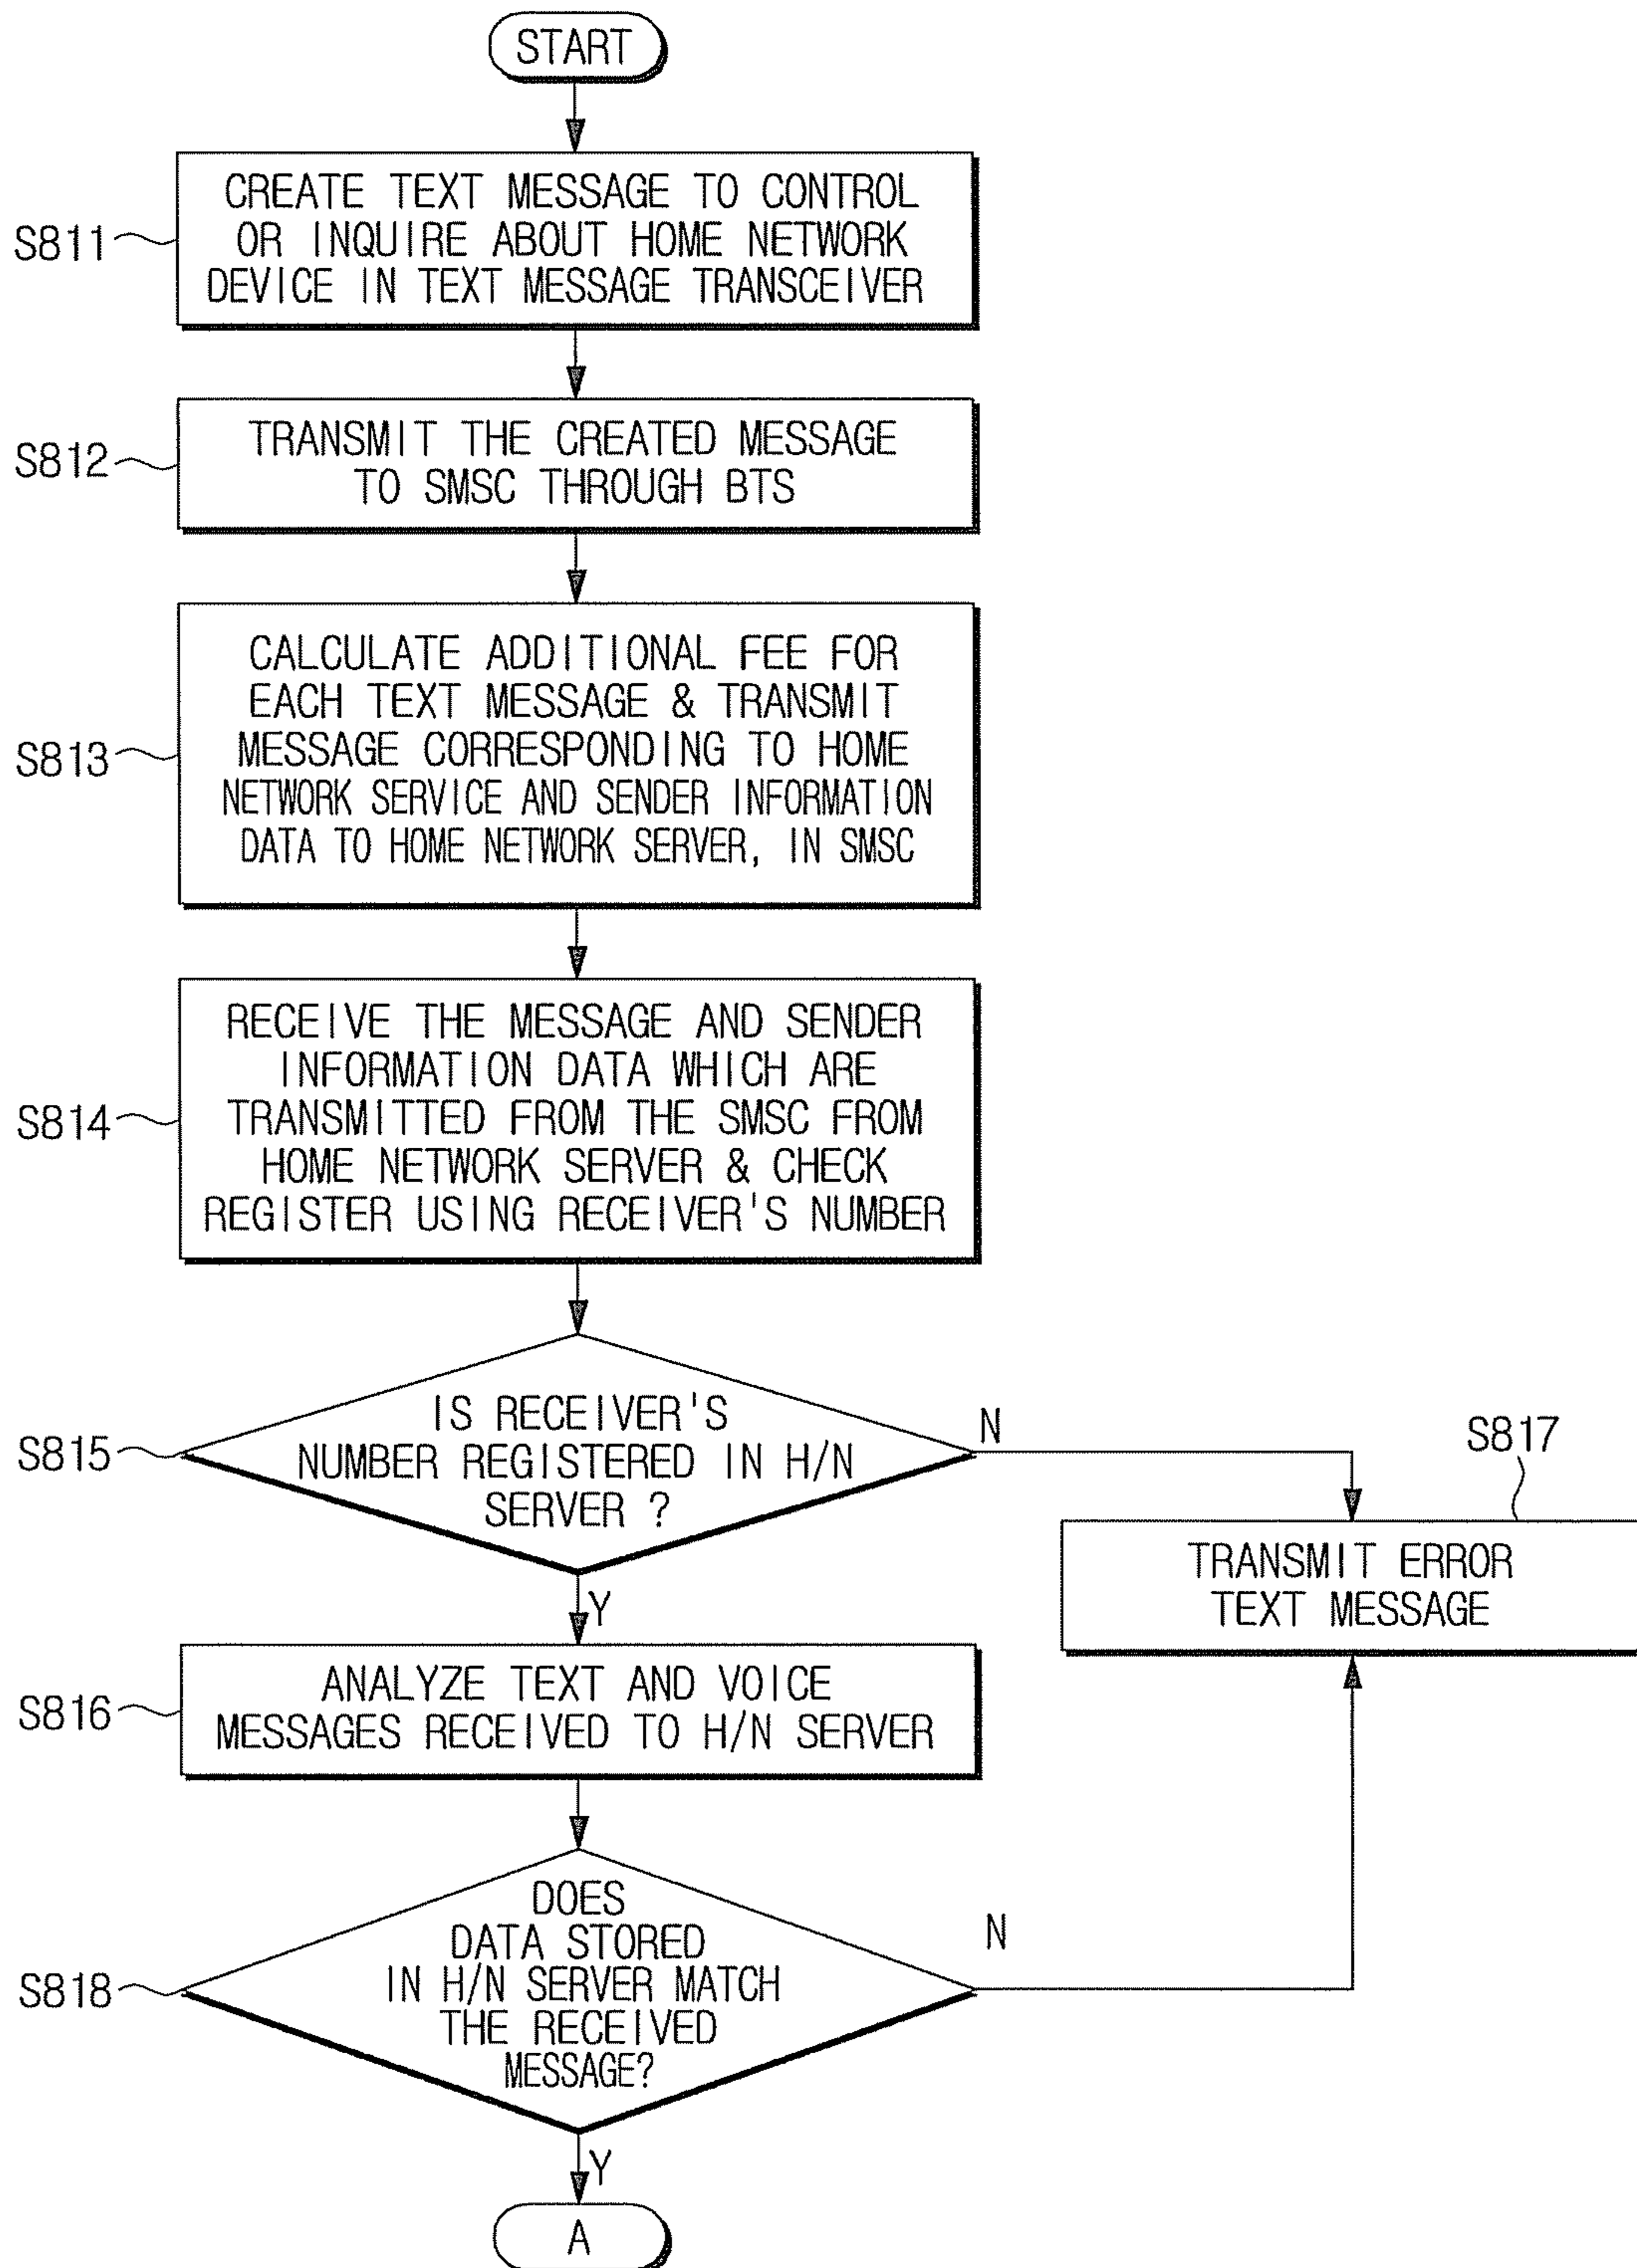 START
S811
CREATE TEXT MESSAGE TO CONTROL
OR INQUIRE ABOUT HOME NETWORK
DEVICE IN TEXT MESSAGE TRANSCEIVER
S812
TRANSMIT THE CREATED MESSAGE
TO SMSC THROUGH BTS
S813
CALCULATE ADDITIONAL FEE FOR
EACH TEXT MESSAGE & TRANSMIT
MESSAGE CORRESPONDING TO HOME
NETWORK SERVICE AND SENDER INFORMATION
DATA TO HOME NETWORK SERVER, IN SMSC
S814
RECEIVE THE MESSAGE AND SENDER
INFORMATION DATA WHICH ARE
TRANSMITTED FROM THE SMSC FROM
HOME NETWORK SERVER & CHECK
REGISTER USING RECEIVER'S NUMBER
S815
IS RECEIVER'S
NUMBER REGISTERED IN H/N
SERVER ?
N
S817
TRANSMIT ERROR
TEXT MESSAGE
Y
S816
ANALYZE TEXT AND VOICE
MESSAGES RECEIVED TO H/N SERVER
S818
DOES
DATA STORED
IN H/N SERVER MATCH
THE RECEIVED
MESSAGE?
N
Y
A